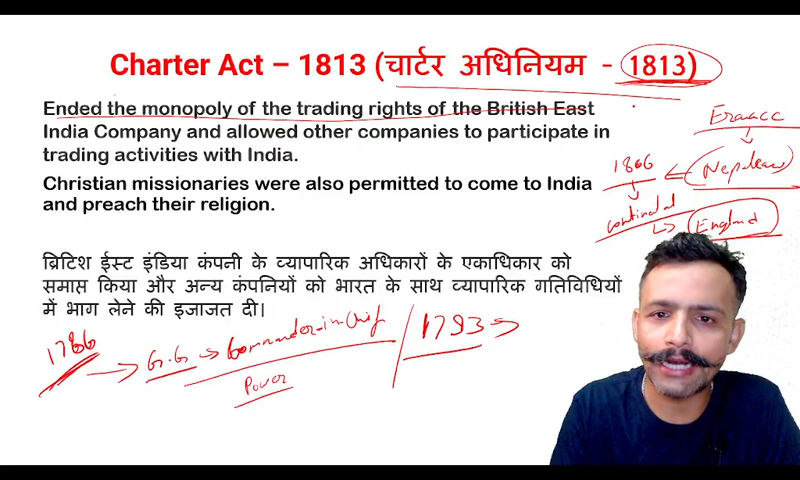 Charter Act – 1813 (चार्टर अधिनियम - 1813)
Ended the monopoly of the trading rights of the British East
India Company and allowed other companies to participate in
trading activities with India.
Christian missionaries were also permitted to come to India
and preach their religion.
ब्रिटिश ईस्ट इंडिया कंपनी के व्यापारिक अधिकारों के एकाधिकार को
समाप्त किया और अन्य कंपनियों को भारत के साथ व्यापारिक गतिविधियों
में भाग लेने की इजाजत दी।
1806
England
1786
G.G Commander-in-Chief
Power
1793